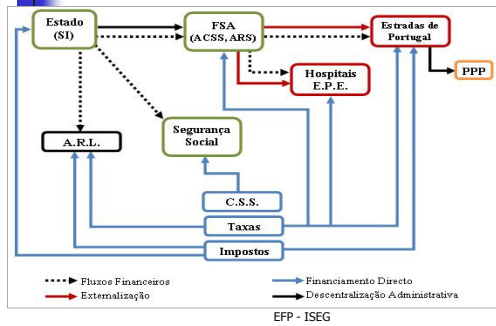 Estado
(SI)
FSA
(ACSS, ARS)
Estradas de
Portugal
PPP
Hospitais
E.P.E.
Segurança
Social
A.R.L.
C.S.S.
Taxas
Impostos
Fluxos Financeiros
Financiamento Directo
Externalização
Descentralização Administrativa
EFP - ISEG